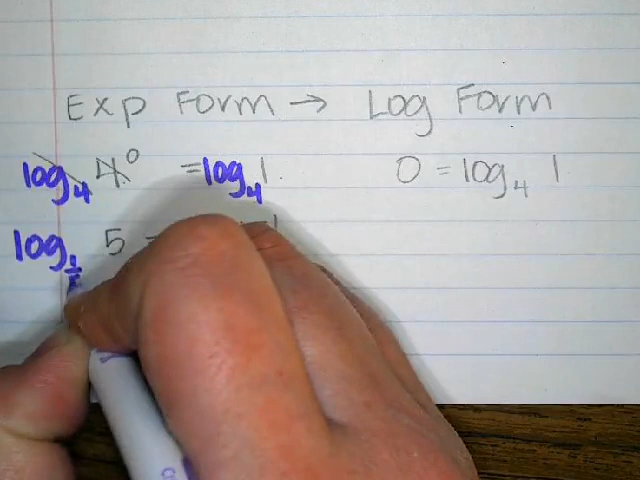 Exp Form → Log Form
log₄ 4⁰ = log₄ 1 0 = log₄ 1
log 5 =